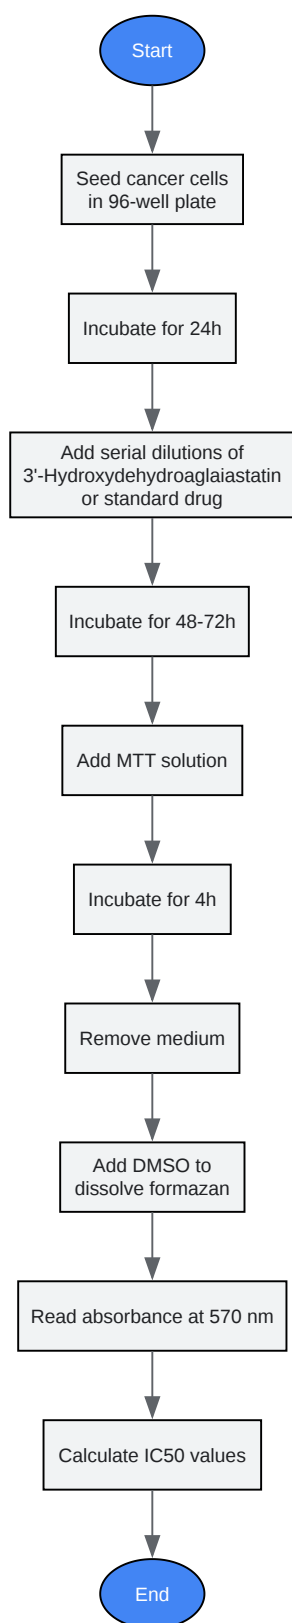 Start
Seed cancer cells
in 96-well plate
Incubate for 24h
Add serial dilutions of
3'-Hydroxydehydroaglaiastatin
or standard drug
Incubate for 48-72h
Add MTT solution
Incubate for 4h
Remove medium
Add DMSO to
dissolve formazan
Read absorbance at 570 nm
Calculate IC50 values
End